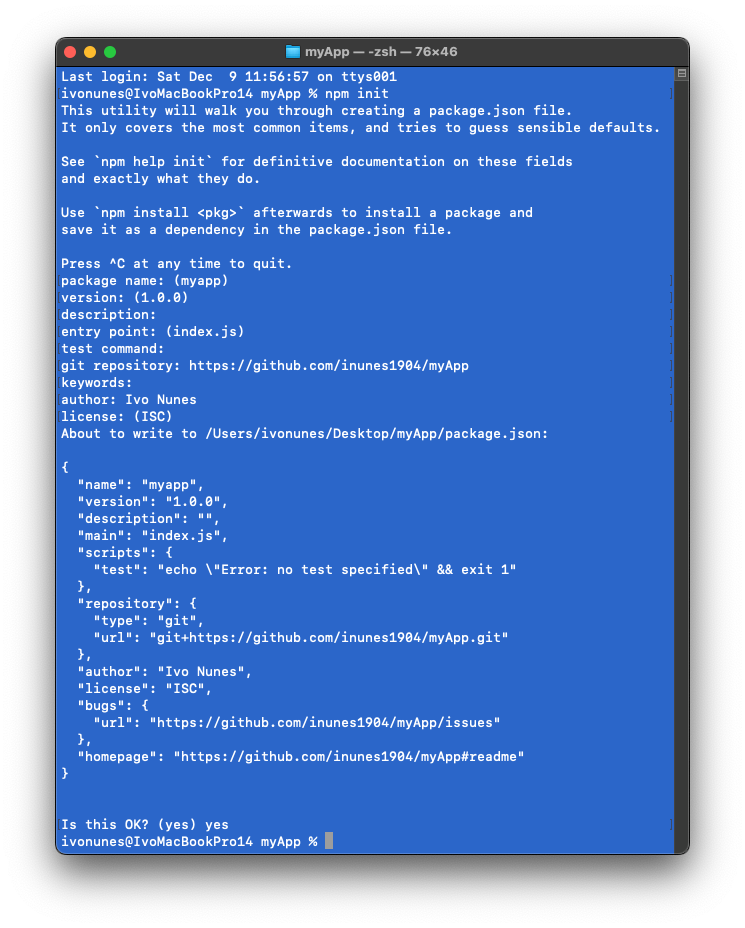 myApp — -zsh — 76×46
Last login: Sat Dec  9 11:56:57 on ttys001
ivonunes@IvoMacBookPro14 myApp % npm init
This utility will walk you through creating a package.json file.
It only covers the most common items, and tries to guess sensible defaults.

See `npm help init` for definitive documentation on these fields
and exactly what they do.

Use `npm install <pkg>` afterwards to install a package and
save it as a dependency in the package.json file.

Press ^C at any time to quit.
package name: (myapp)
version: (1.0.0)
description:
entry point: (index.js)
test command:
git repository: https://github.com/inunes1904/myApp
keywords:
author: Ivo Nunes
license: (ISC)
About to write to /Users/ivonunes/Desktop/myApp/package.json:

{
  "name": "myapp",
  "version": "1.0.0",
  "description": "",
  "main": "index.js",
  "scripts": {
    "test": "echo \"Error: no test specified\" && exit 1"
  },
  "repository": {
    "type": "git",
    "url": "git+https://github.com/inunes1904/myApp.git"
  },
  "author": "Ivo Nunes",
  "license": "ISC",
  "bugs": {
    "url": "https://github.com/inunes1904/myApp/issues"
  },
  "homepage": "https://github.com/inunes1904/myApp#readme"
}

Is this OK? (yes) yes
ivonunes@IvoMacBookPro14 myApp %